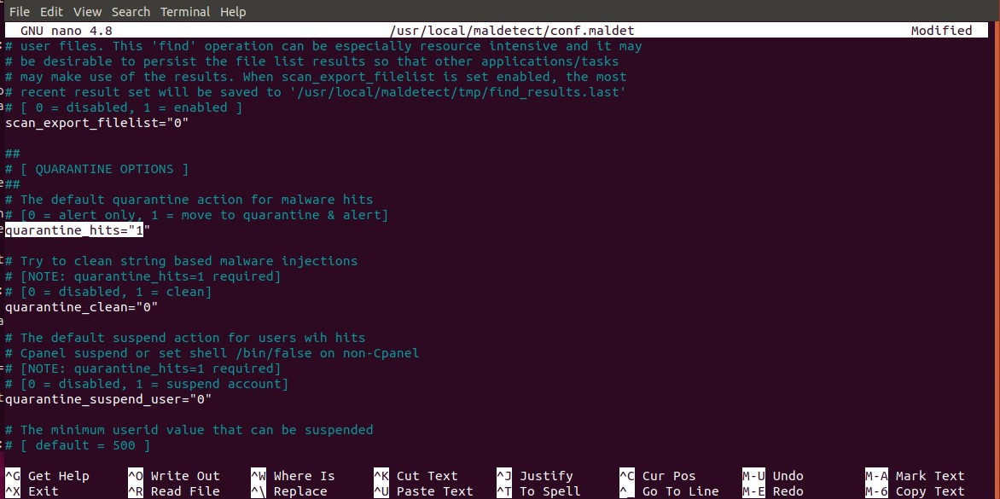 File Edit View Search Terminal Help
GNU nano 4.8 /usr/local/maldetect/conf.maldet Modified
# user files. This 'find' operation can be especially resource intensive and it may
# be desirable to persist the file list results so that other applications/tasks
# may make use of the results. When scan_export_filelist is set enabled, the most
# recent result set will be saved to '/usr/local/maldetect/tmp/find_results.last'
# [ 0 = disabled, 1 = enabled ]
scan_export_filelist="0"
##
# [ QUARANTINE OPTIONS ]
##
# The default quarantine action for malware hits
# [0 = alert only, 1 = move to quarantine & alert]
quarantine_hits="1"
# Try to clean string based malware injections
# [NOTE: quarantine_hits=1 required]
# [0 = disabled, 1 = clean]
quarantine_clean="0"
# The default suspend action for users wih hits
# Cpanel suspend or set shell /bin/false on non-Cpanel
# [NOTE: quarantine_hits=1 required]
# [0 = disabled, 1 = suspend account]
quarantine_suspend_user="0"
# The minimum userid value that can be suspended
# [ default = 500 ]
^G Get Help ^O Write Out ^W Where Is ^K Cut Text ^J Justify ^C Cur Pos M-U Undo M-A Mark Text
^X Exit ^R Read File ^\ Replace ^U Paste Text ^T To Spell ^_ Go To Line M-E Redo M-6 Copy Text